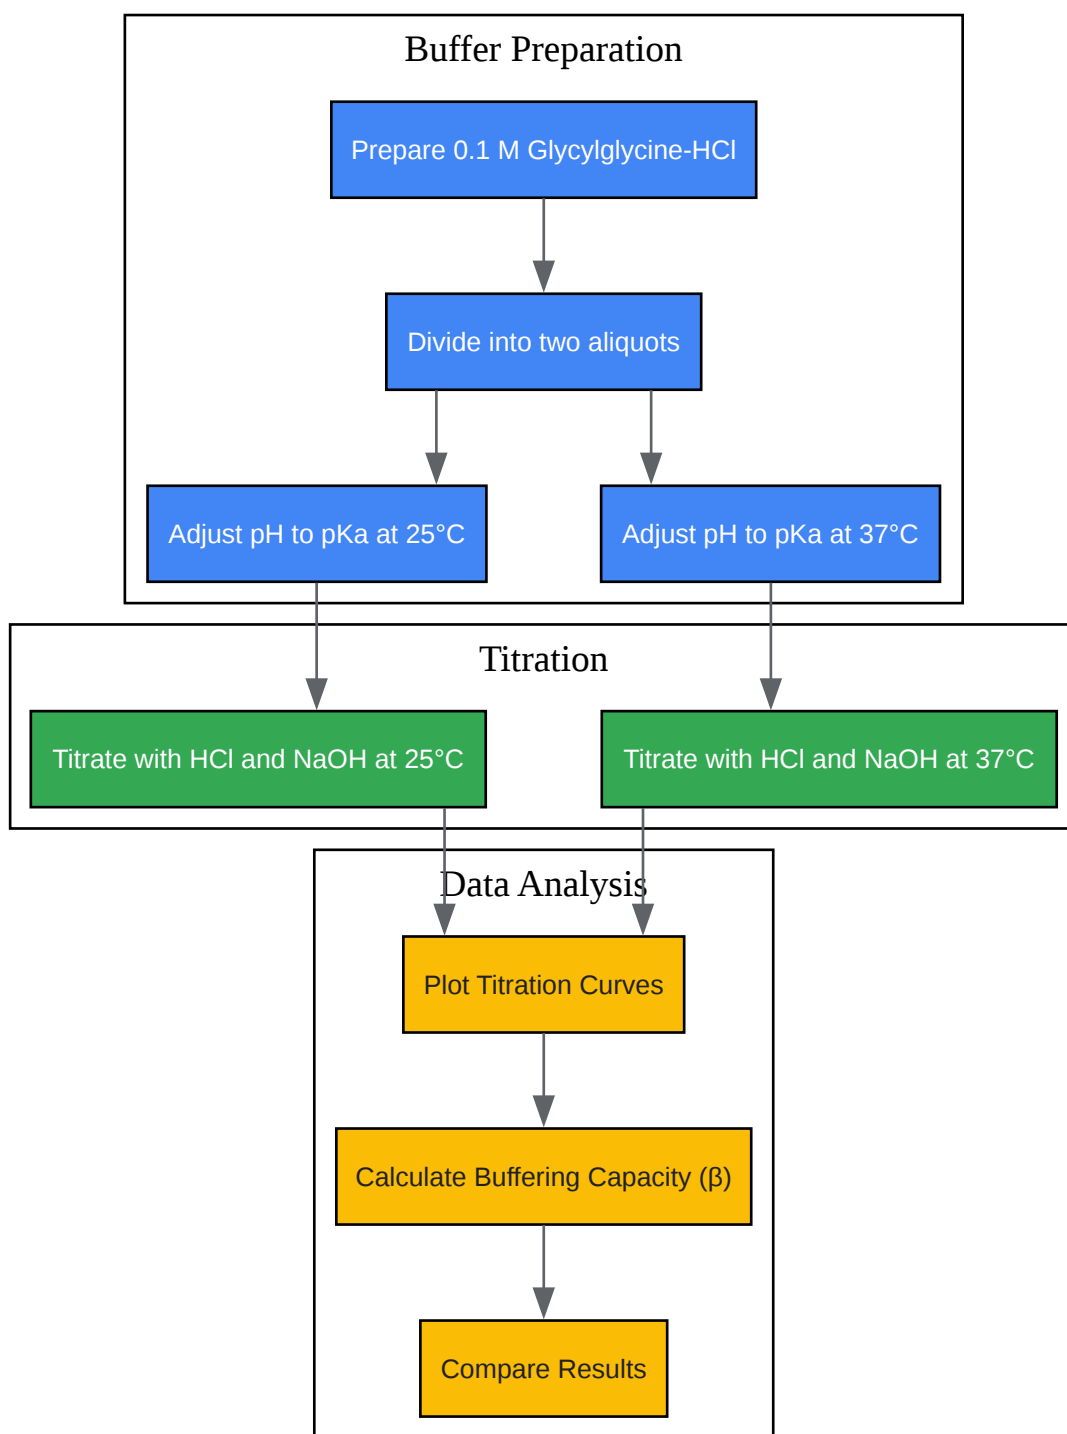 Buffer Preparation
Prepare 0.1 M Glycylglycine-HCl
Divide into two aliquots
Adjust pH to pKa at 25°C
Adjust pH to pKa at 37°C
Titration
Titrate with HCl and NaOH at 25°C
Titrate with HCl and NaOH at 37°C
Data Analysis
Plot Titration Curves
Calculate Buffering Capacity (β)
Compare Results